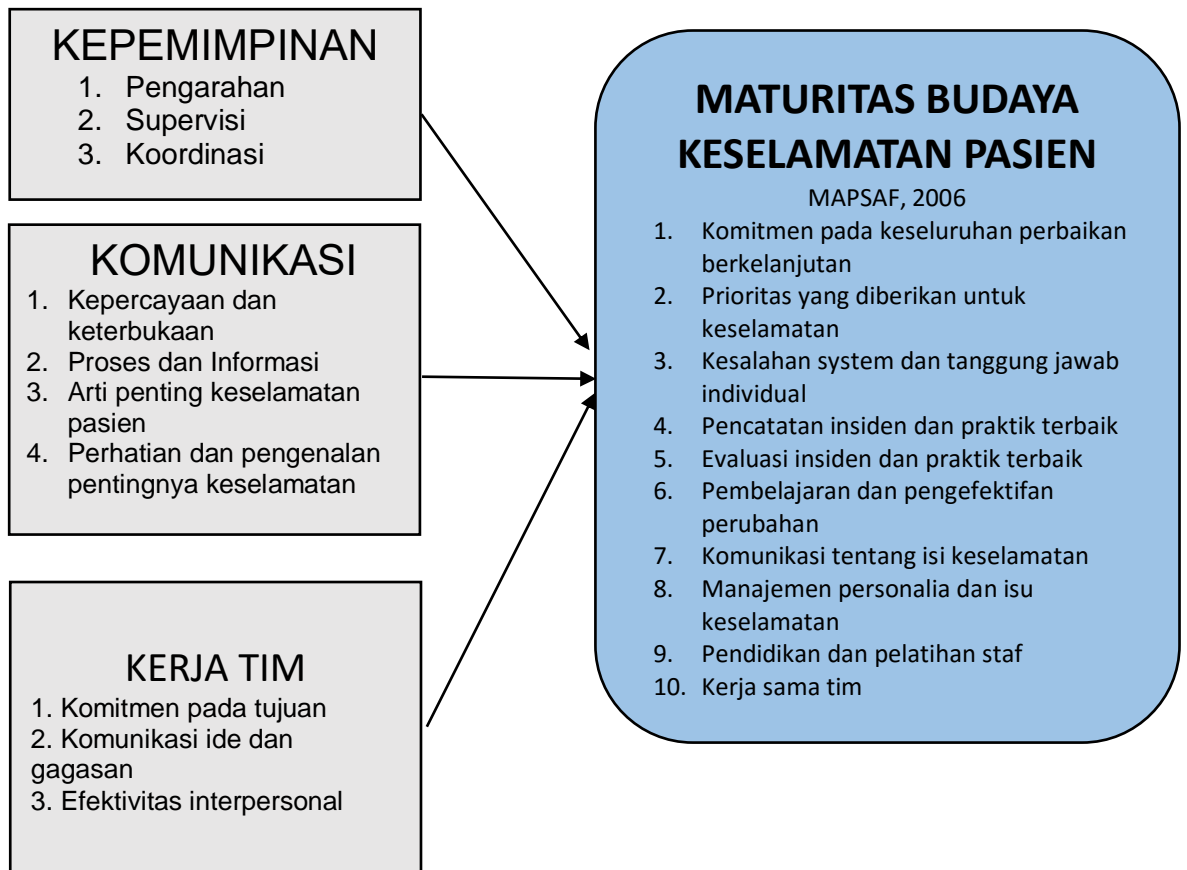 KEPEMIMPINAN
1. Pengarahan
2. Supervisi
3. Koordinasi
KOMUNIKASI
1. Kepercayaan dan
keterbukaan
2. Proses dan Informasi
3. Arti penting keselamatan
pasien
4. Perhatian dan pengenalan
pentingnya keselamatan
KERJA TIM
1. Komitmen pada tujuan
2. Komunikasi ide dan
gagasan
3. Efektivitas interpersonal
MATURITAS BUDAYA
KESELAMATAN PASIEN
MAPSAF, 2006
1. Komitmen pada keseluruhan perbaikan
berkelanjutan
2. Prioritas yang diberikan untuk
keselamatan
3. Kesalahan system dan tanggung jawab
individual
4. Pencatatan insiden dan praktik terbaik
5. Evaluasi insiden dan praktik terbaik
6. Pembelajaran dan pengefektifan
perubahan
7. Komunikasi tentang isi keselamatan
8. Manajemen personalia dan isu
keselamatan
9. Pendidikan dan pelatihan staf
10. Kerja sama tim